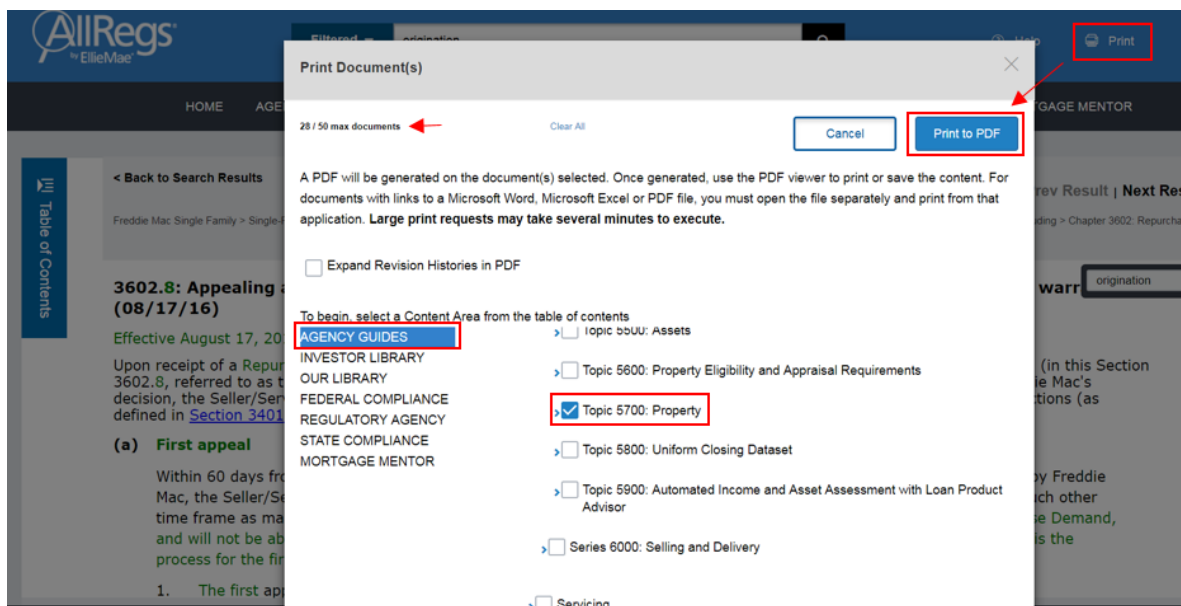 AllRegs®
by EllieMae®
Filtered origination
Help Print
Print Document(s)
HOME AGE GAGE MENTOR
28 / 50 max documents Clear All Cancel Print to PDF
Table of Contents
< Back to Search Results
rev Result | Next Res
A PDF will be generated on the document(s) selected. Once generated, use the PDF viewer to print or save the content. For
documents with links to a Microsoft Word, Microsoft Excel or PDF file, you must open the file separately and print from that
application. Large print requests may take several minutes to execute.
Freddie Mac Single Family > Single-F
ding > Chapter 3602: Repurcha
Expand Revision Histories in PDF
3602.8: Appealing a
warr
origination
(08/17/16)
To begin, select a Content Area from the table of contents
Effective August 17, 20
AGENCY GUIDES
INVESTOR LIBRARY
OUR LIBRARY
FEDERAL COMPLIANCE
REGULATORY AGENCY
STATE COMPLIANCE
MORTGAGE MENTOR
Topic 5500: Assets
Topic 5600: Property Eligibility and Appraisal Requirements
Topic 5700: Property
Topic 5800: Uniform Closing Dataset
Topic 5900: Automated Income and Asset Assessment with Loan Product
Advisor
Series 6000: Selling and Delivery
Servicing
Upon receipt of a Repur
(in this Section
3602.8, referred to as t
ie Mac's
decision, the Seller/Ser
tions (as
defined in Section 3401
(a) First appeal
Within 60 days fro
by Freddie
Mac, the Seller/Se
uch other
time frame as ma
se Demand,
and will not be ab
is the
process for the fir
1. The first app